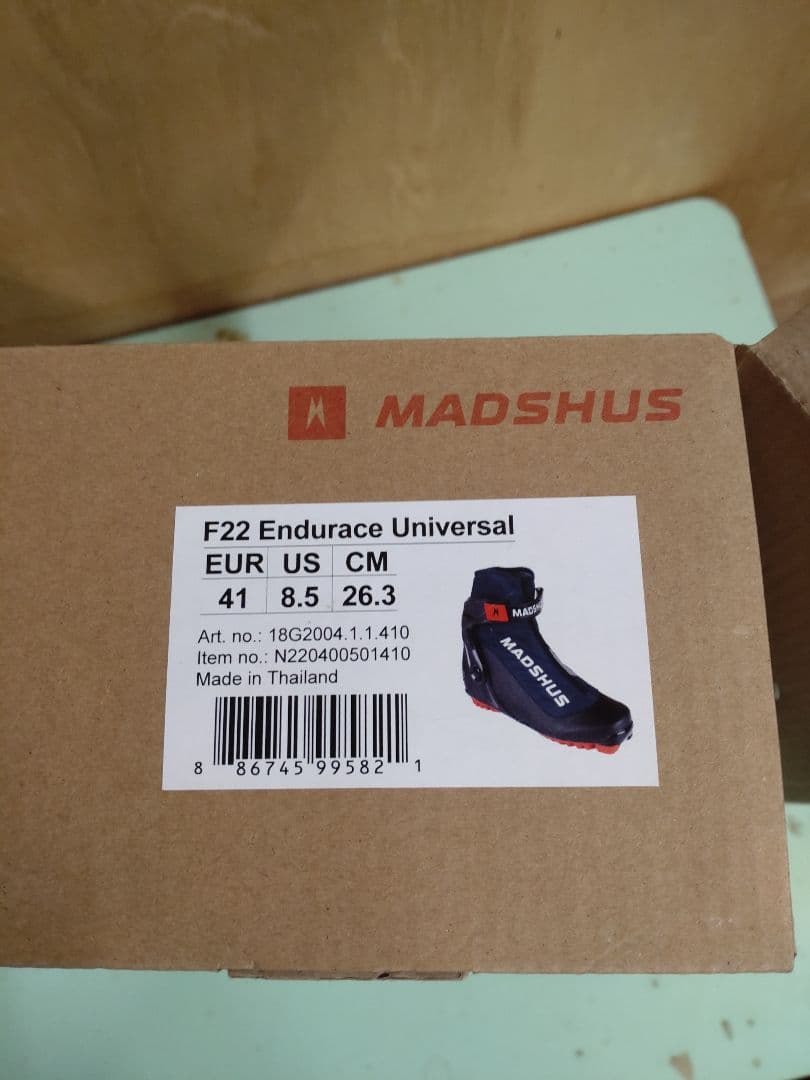 MADSHUS
F22 Endurace Universal
EUR US CM
41 8.5 26.3
Art. no.: 18G2004.1.1.410
Item no.: N220400501410
Made in Thailand
8 86745 99582 1
MADSHUS
MADSHUS